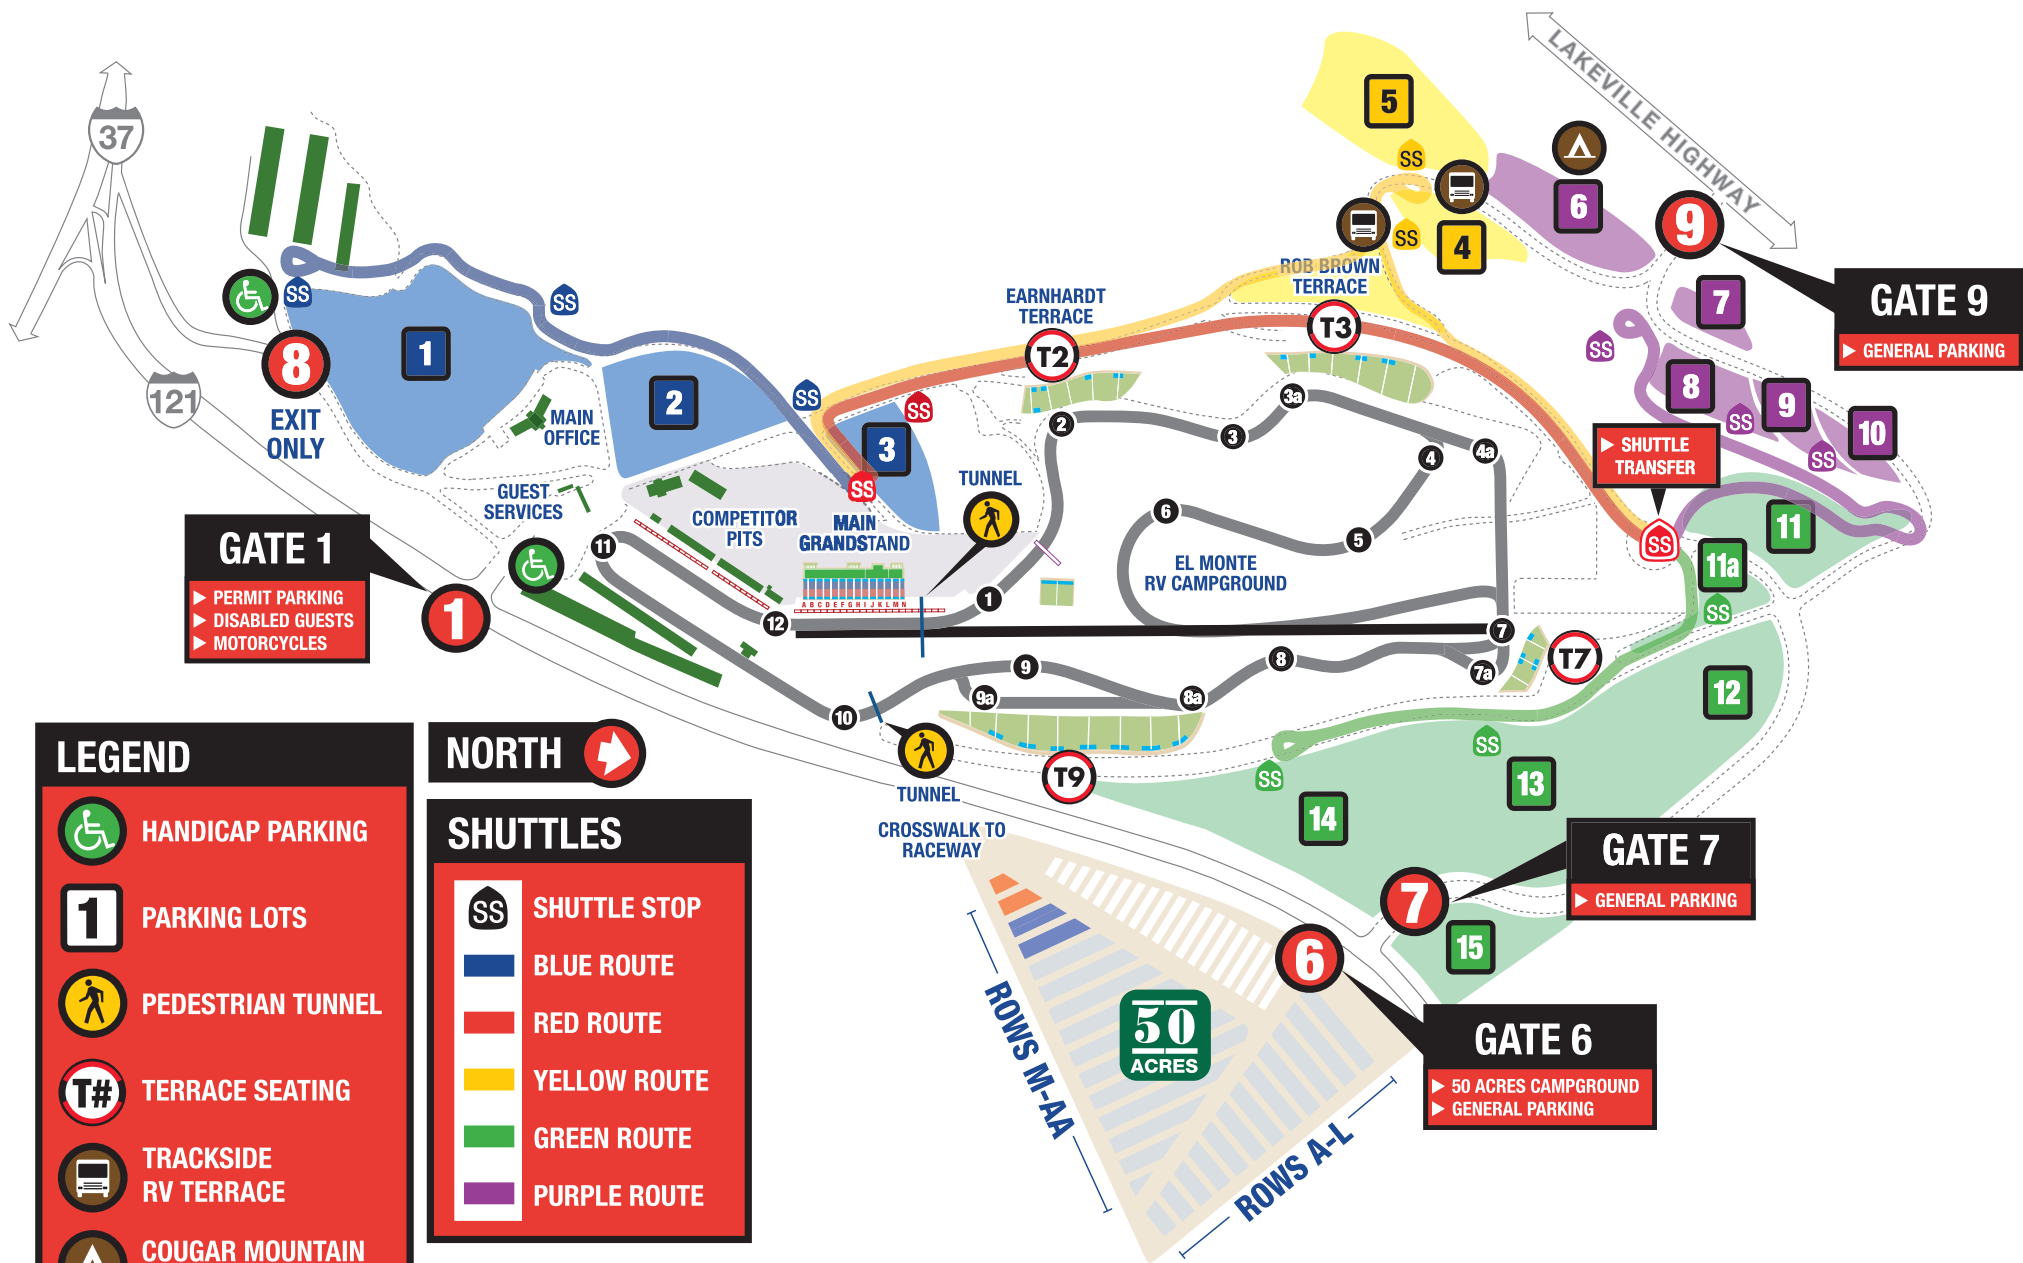 LAKEVILLE HIGHWAY
37
121
5
SS
4
SS
6
9
GATE 9
GENERAL PARKING
7
SS
8
9
SS
10
SS
ROB BROWN
TERRACE
T3
EARNHARDT
TERRACE
T2
SS
SS
8
EXIT
ONLY
1
2
SS
3
SS
SS
MAIN
OFFICE
GUEST
SERVICES
COMPETITOR
PITS
MAIN
GRANDSTAND
A B C D E F G H I J K L M N
TUNNEL
SHUTTLE
TRANSFER
SS
11
11a
SS
12
13
SS
14
SS
15
EL MONTE
RV CAMPGROUND
1
2
3
3a
4
4a
5
6
7
7a
8
8a
9
9a
10
11
12
T7
T9
GATE 1
PERMIT PARKING
DISABLED GUESTS
MOTORCYCLES
1
TUNNEL
CROSSWALK TO
RACEWAY
7
GATE 7
GENERAL PARKING
6
GATE 6
50 ACRES CAMPGROUND
GENERAL PARKING
50
ACRES
ROWS M-AA
ROWS A-L
NORTH
LEGEND
HANDICAP PARKING
1
PARKING LOTS
PEDESTRIAN TUNNEL
T#
TERRACE SEATING
TRACKSIDE
RV TERRACE
COUGAR MOUNTAIN
SHUTTLES
SS
SHUTTLE STOP
BLUE ROUTE
RED ROUTE
YELLOW ROUTE
GREEN ROUTE
PURPLE ROUTE